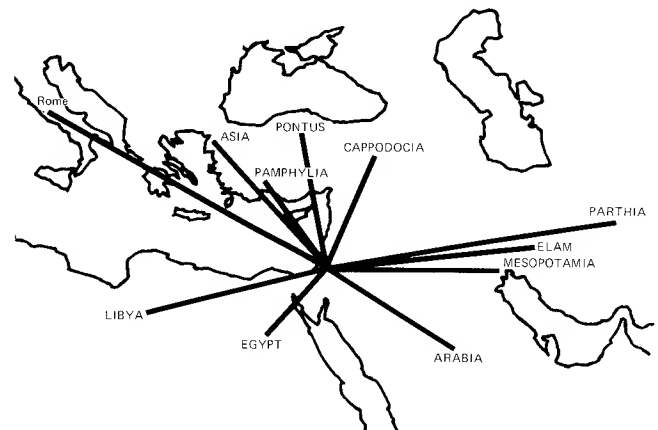 Rome
ASIA
PONTUS
CAPPODOCIA
PAMPHYLIA
PARTHIA
ELAM
MESOPOTAMIA
LIBYA
EGYPT
ARABIA